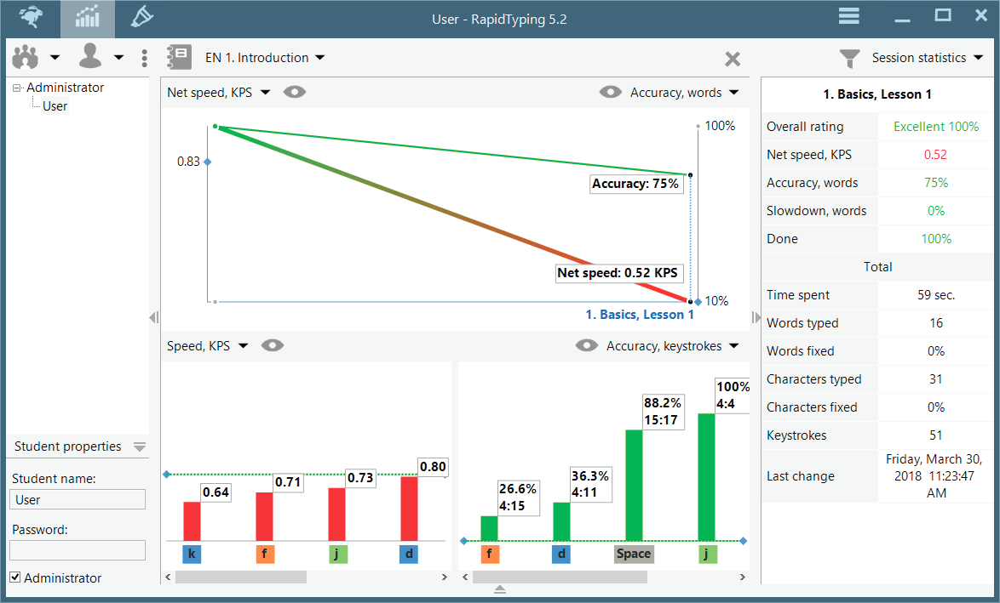 User - RapidTyping 5.2
EN 1. Introduction
Session statistics
Administrator
User
Net speed, KPS
Accuracy, words
100%
0.83
Accuracy: 75%
Net speed: 0.52 KPS
10%
1. Basics, Lesson 1
Speed, KPS
Accuracy, keystrokes
0.64
0.71
0.73
0.80
k
f
j
d
26.6%
4:15
36.3%
4:11
88.2%
15:17
100%
4:4
f
d
Space
j
1. Basics, Lesson 1
Overall rating Excellent 100%
Net speed, KPS 0.52
Accuracy, words 75%
Slowdown, words 0%
Done 100%
Total
Time spent 59 sec.
Words typed 16
Words fixed 0%
Characters typed 31
Characters fixed 0%
Keystrokes 51
Last change Friday, March 30,
2018 11:23:47
AM
Student properties
Student name:
User
Password:
Administrator